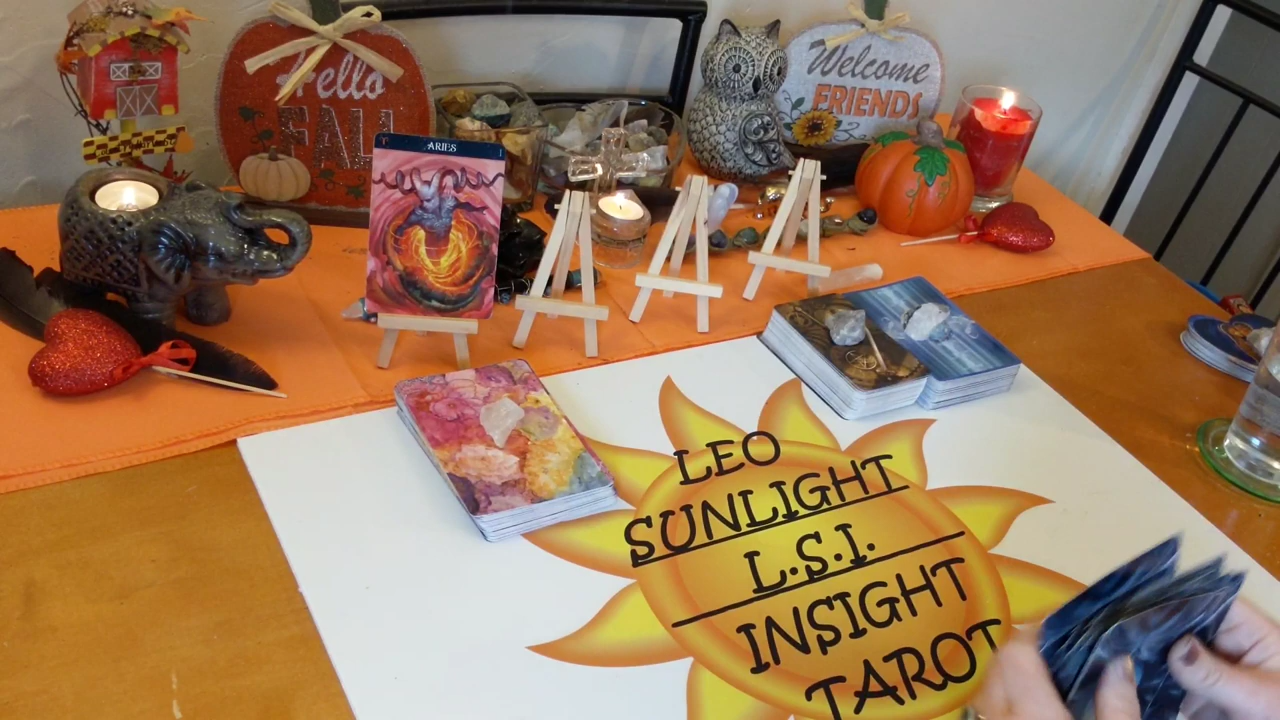 Hello
FALL
Welcome
FRIENDS
ARIES
LEO
SUNLIGHT
L.S.I.
INSIGHT
TAROT